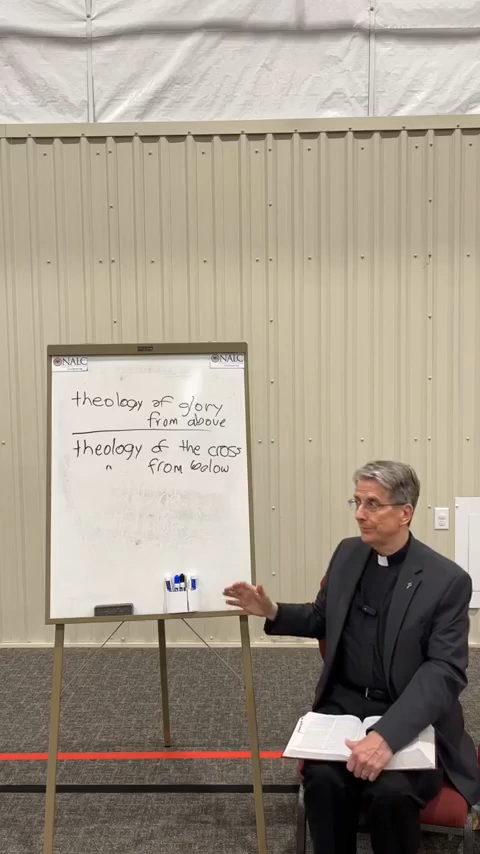 NALC
NALC
theology of glory
from above
theology of the cross
" from below